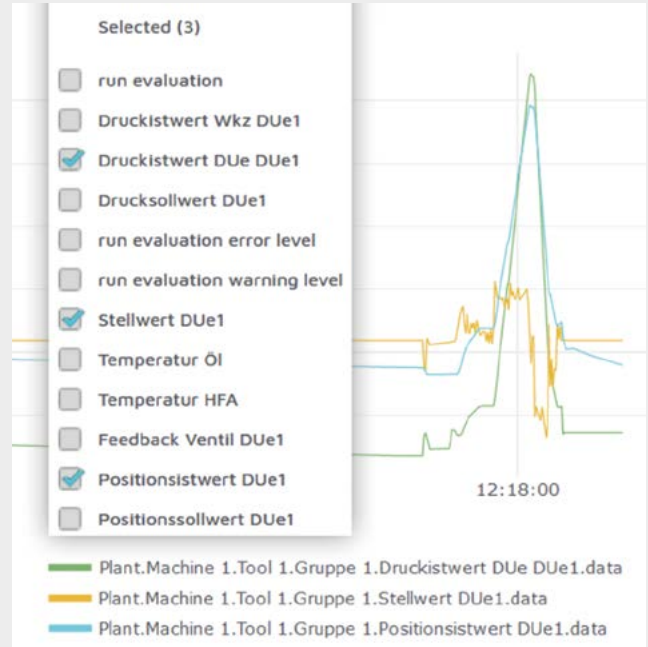 Selected (3)
run evaluation
Druckistwert Wkz DUe1
Druckistwert DUe DUe1
Drucksollwert DUe1
run evaluation error level
run evaluation warning level
Stellwert DUe1
Temperatur Öl
Temperatur HFA
Feedback Ventil DUe1
Positionsistwert DUe1
Positionssollwert DUe1
12:18:00
Plant.Machine 1.Tool 1.Gruppe 1.Druckistwert DUe DUe1.data
Plant.Machine 1.Tool 1.Gruppe 1.Stellwert DUe1.data
Plant.Machine 1.Tool 1.Gruppe 1.Positionsistwert DUe1.data